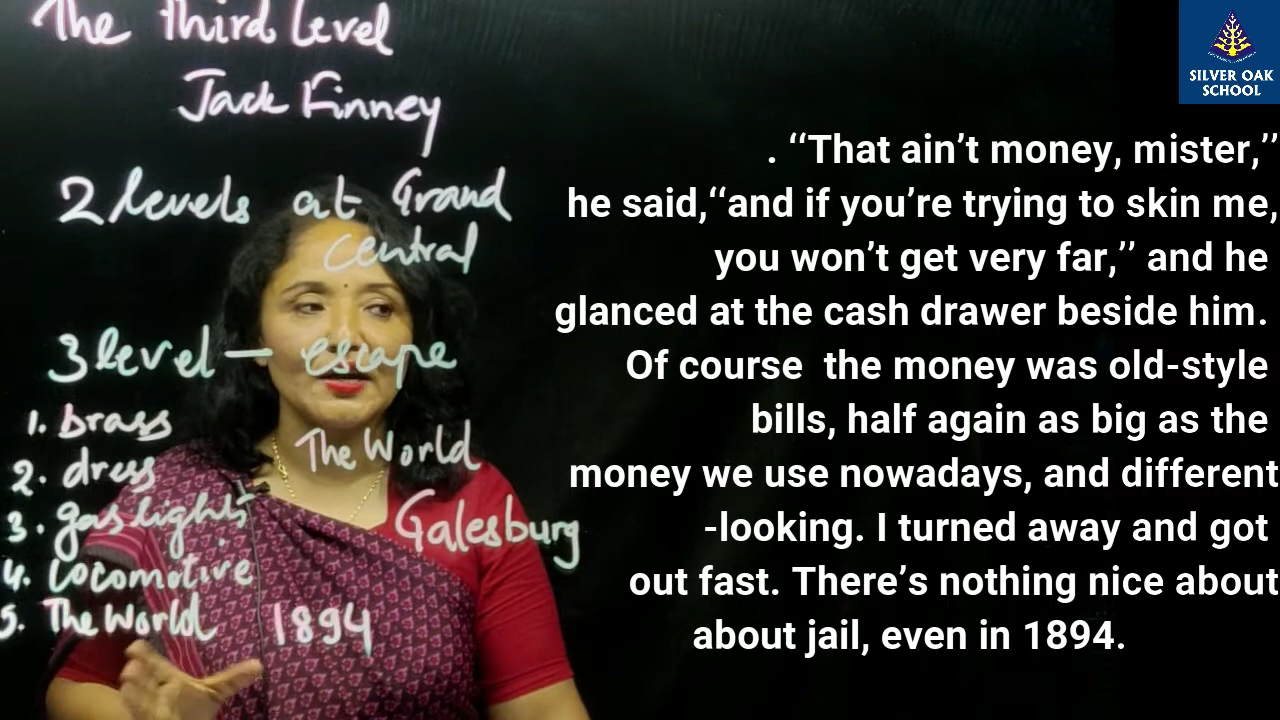 The third Level
Jack Finney
2 levels at Grand
Central
3 level – escape
1. brass
2. dress
3. gaslights
4. Locomotive
5. The World
The World
Galesburg
1894
SILVER OAK
SCHOOL
. ‘‘That ain’t money, mister,’’
he said,‘‘and if you’re trying to skin me,
you won’t get very far,’’ and he
glanced at the cash drawer beside him.
Of course the money was old-style
bills, half again as big as the
money we use nowadays, and different
-looking. I turned away and got
out fast. There’s nothing nice about
about jail, even in 1894.